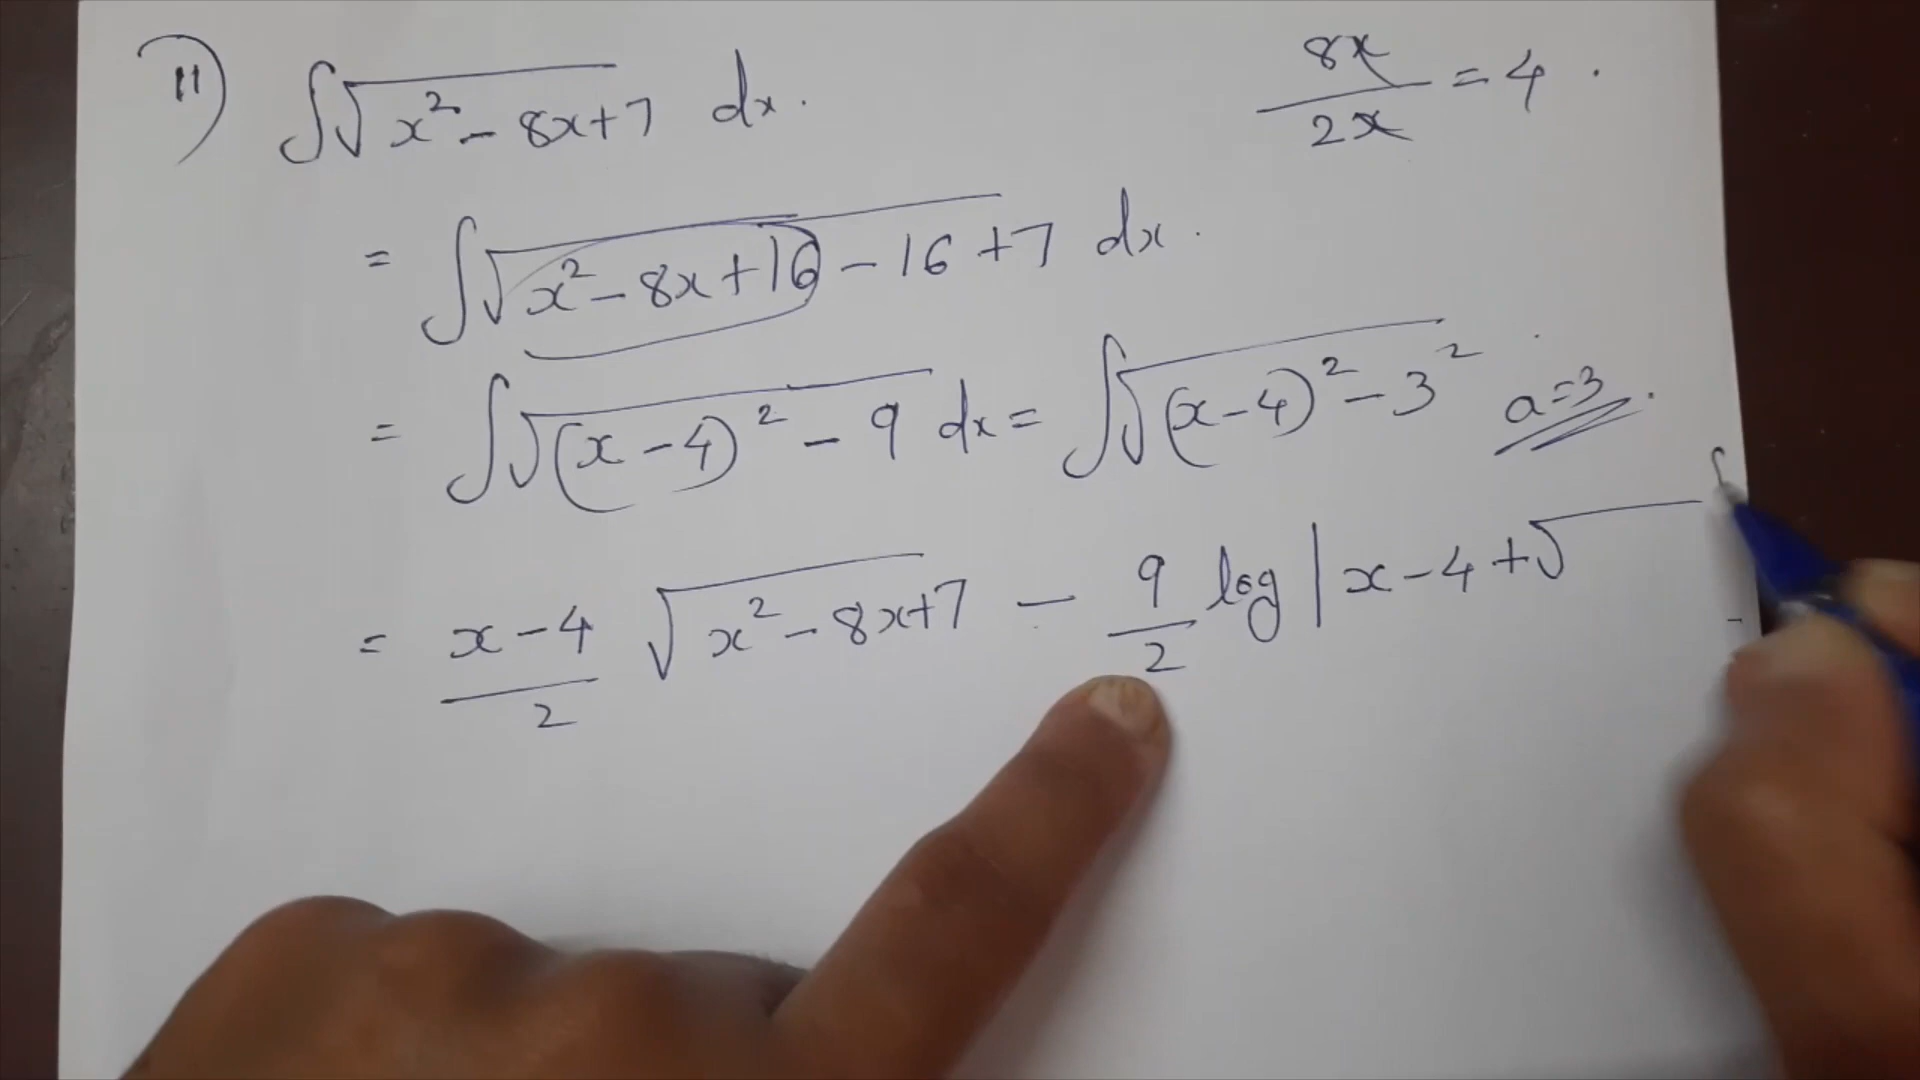 11) ∫√(x² - 8x + 7) dx.
8x / 2x = 4 .
= ∫√(x² - 8x + 16 - 16 + 7) dx.
= ∫√((x - 4)² - 9) dx = ∫√((x - 4)² - 3²) a = 3 .
= (x - 4)/2 √(x² - 8x + 7) - 9/2 log | x - 4 + √